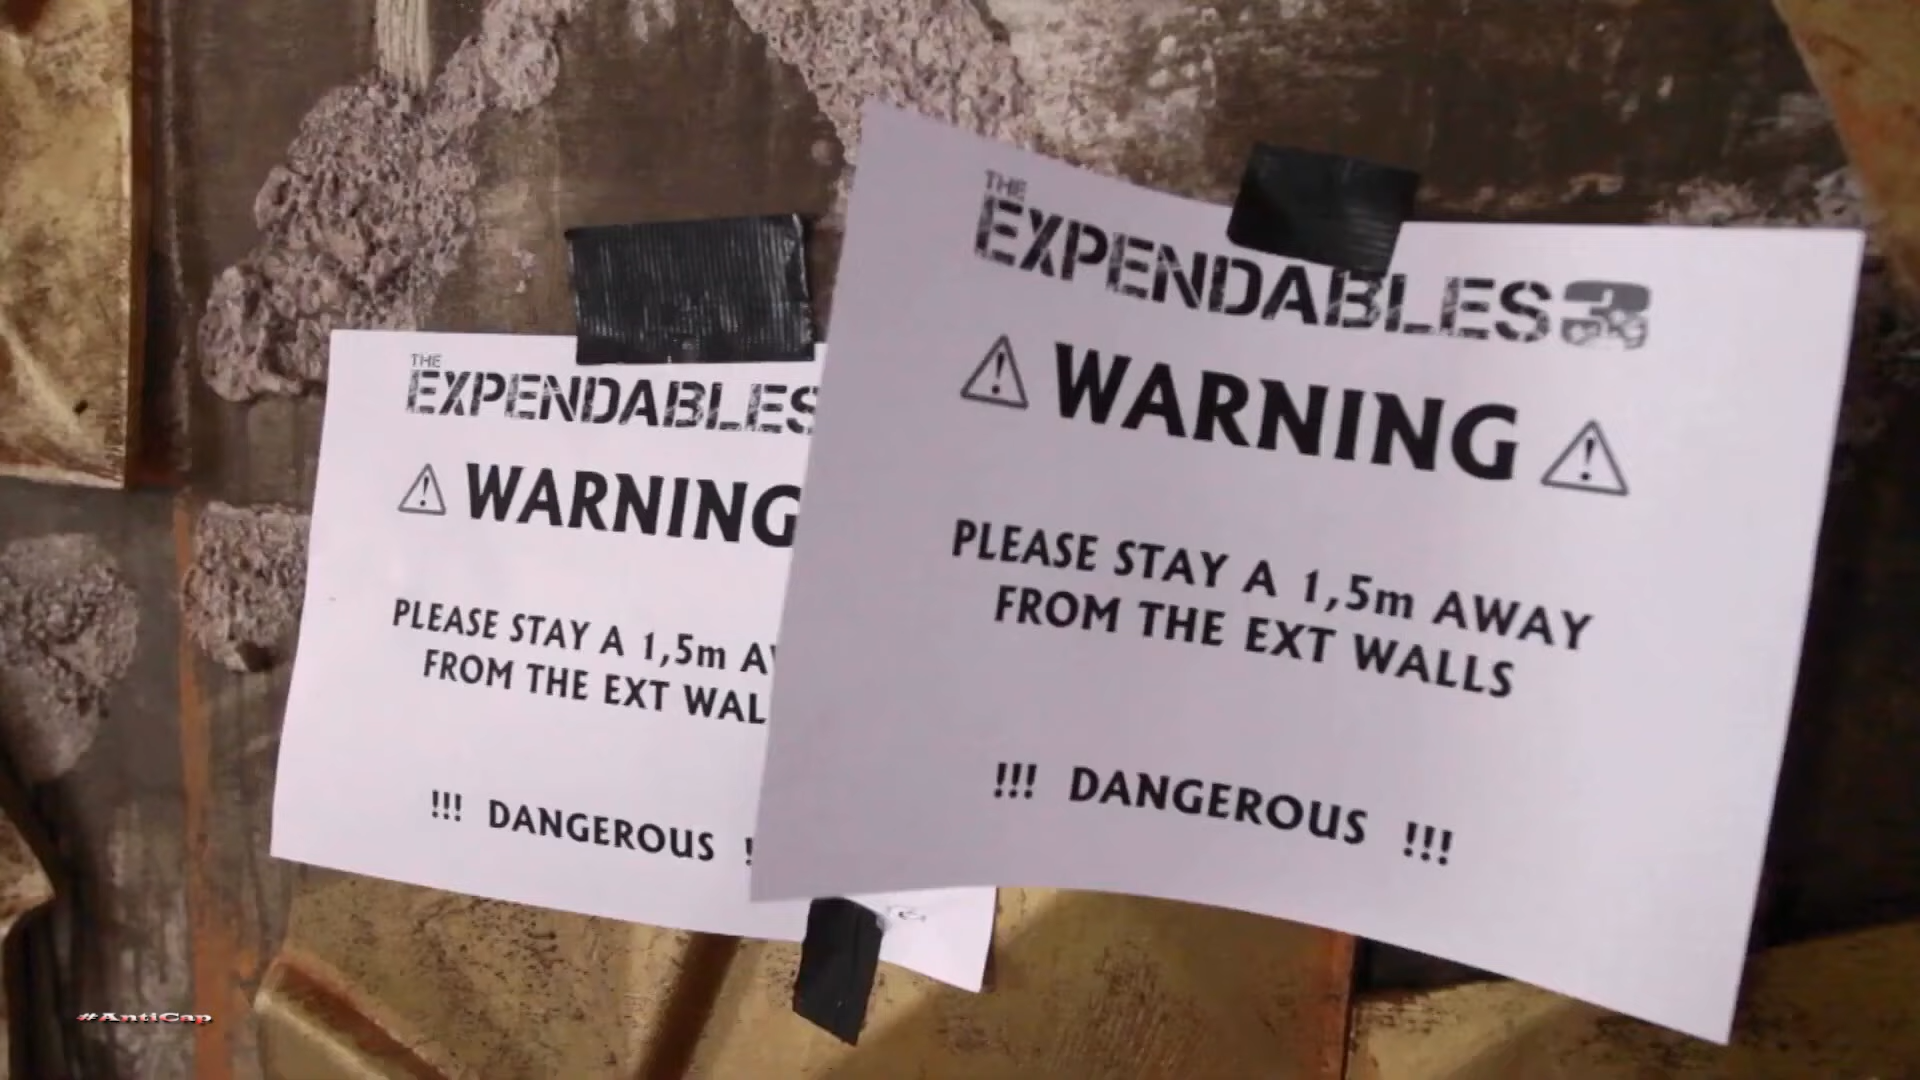 THE
EXPENDABLES
WARNING
PLEASE STAY A 1,5m A
FROM THE EXT WAL
!!! DANGEROUS !
THE
EXPENDABLES 3
WARNING
PLEASE STAY A 1,5m AWAY
FROM THE EXT WALLS
!!! DANGEROUS !!!
#AntiCap